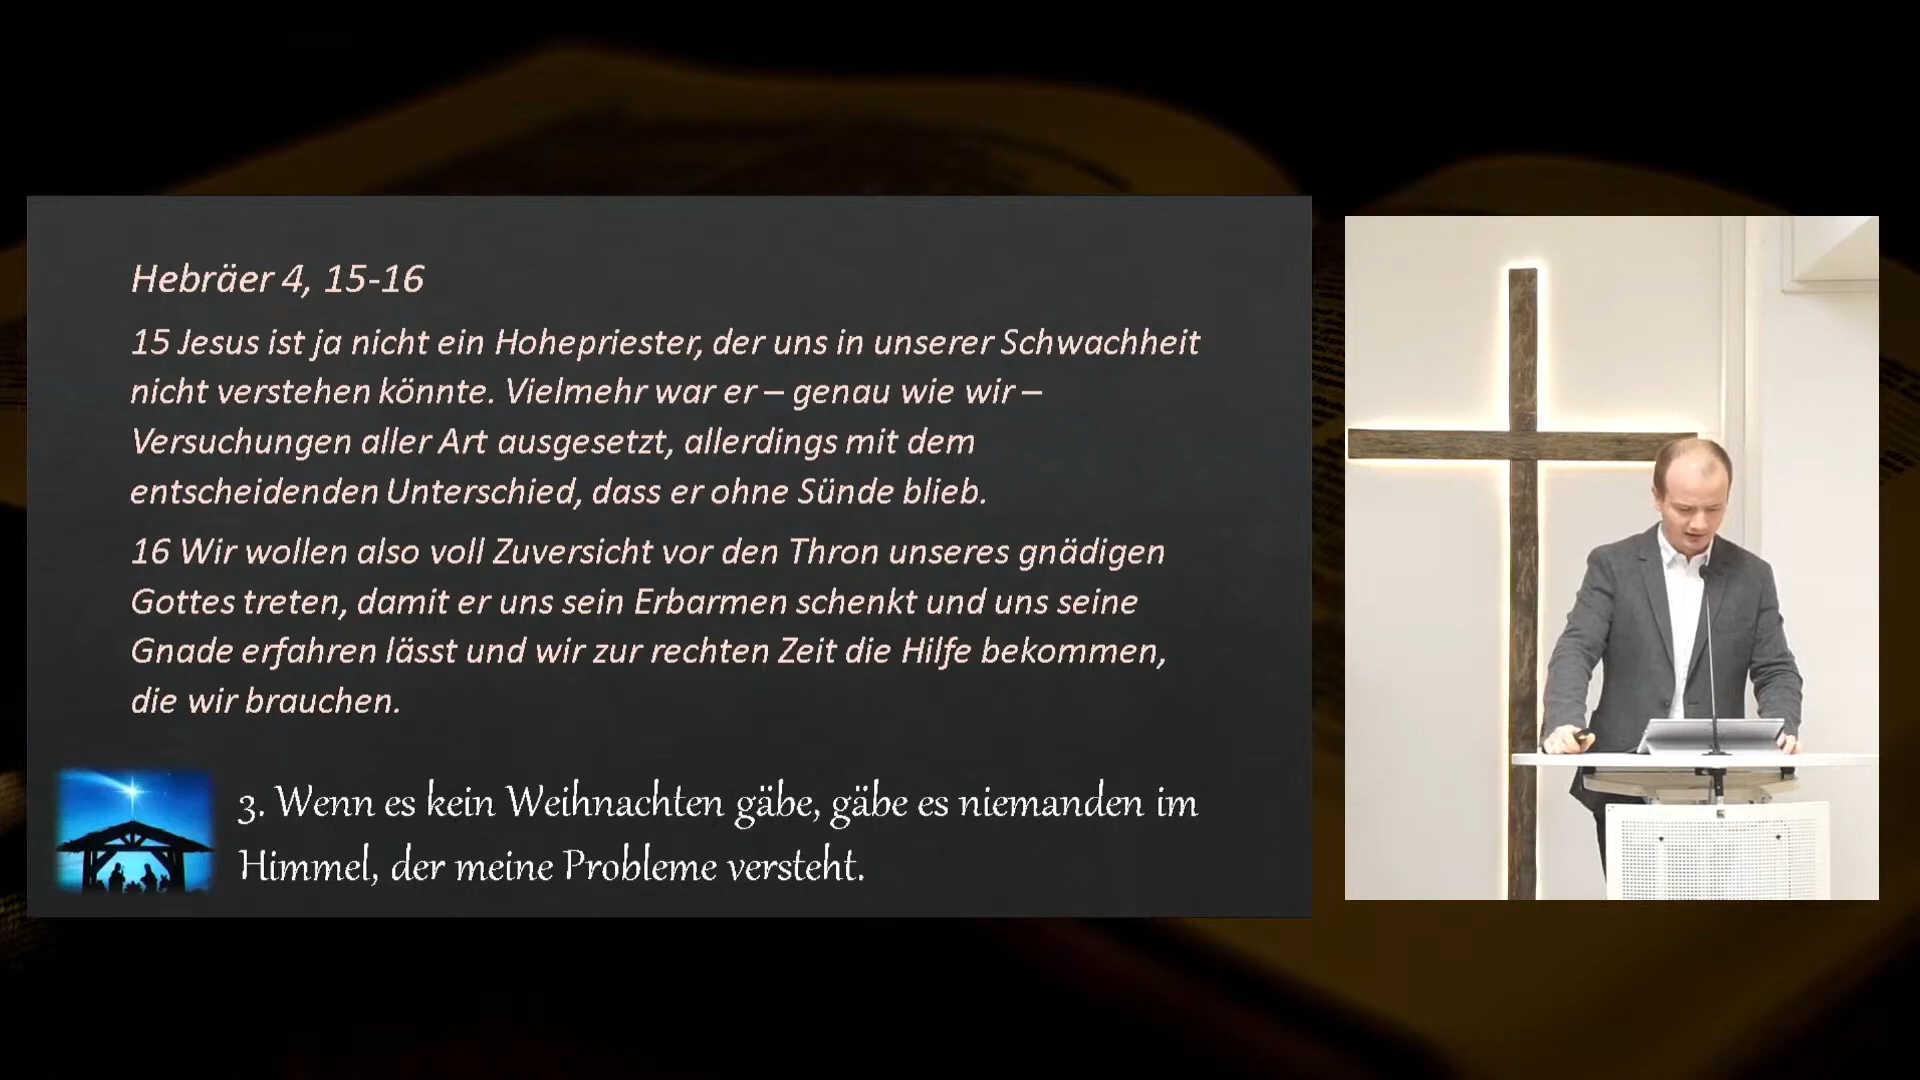 Hebräer 4, 15-16
15 Jesus ist ja nicht ein Hohepriester, der uns in unserer Schwachheit
nicht verstehen könnte. Vielmehr war er – genau wie wir –
Versuchungen aller Art ausgesetzt, allerdings mit dem
entscheidenden Unterschied, dass er ohne Sünde blieb.
16 Wir wollen also voll Zuversicht vor den Thron unseres gnädigen
Gottes treten, damit er uns sein Erbarmen schenkt und uns seine
Gnade erfahren lässt und wir zur rechten Zeit die Hilfe bekommen,
die wir brauchen.
3. Wenn es kein Weihnachten gäbe, gäbe es niemanden im
Himmel, der meine Probleme versteht.